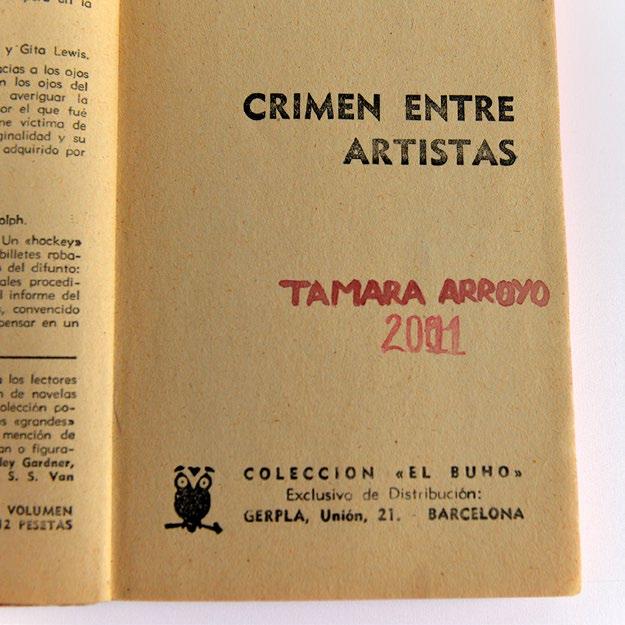 y Gita Lewis.
acias a los ojos
n los ojos del
averiguar la
or el que fué
ne víctima de
ginalidad y su
adquirido por
olph.
Un «hockey»
billetes roba-
o del difunto:
ales procedi-
l informe del
s, convencido
pensar en un
los lectores
n de novelas
olección po-
os «grandes»
mención de
an o figura-
ley Gardner,
S. S. Van
VOLUMEN
12 PESETAS
CRIMEN ENTRE
ARTISTAS
TAMARA ARROYO
COLECCION «EL BUHO»
Exclusivo de Distribución:
GERPLA, Unión, 21. - BARCELONA